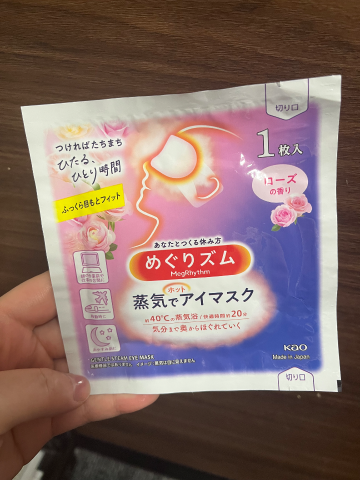 切り口
つければたちまち
ひたる、
ひとり時間
1枚入
ローズ
の香り
ふっくら目もとフィット
あなたとつくる休み方
めぐりズム
MegRhythm
ホット
蒸気でアイマスク
約40℃の蒸気浴 / 快適時間約20分
気分まで奥からほぐれていく
GENTLE STEAM EYE MASK
Kao
Made in Japan
切り口